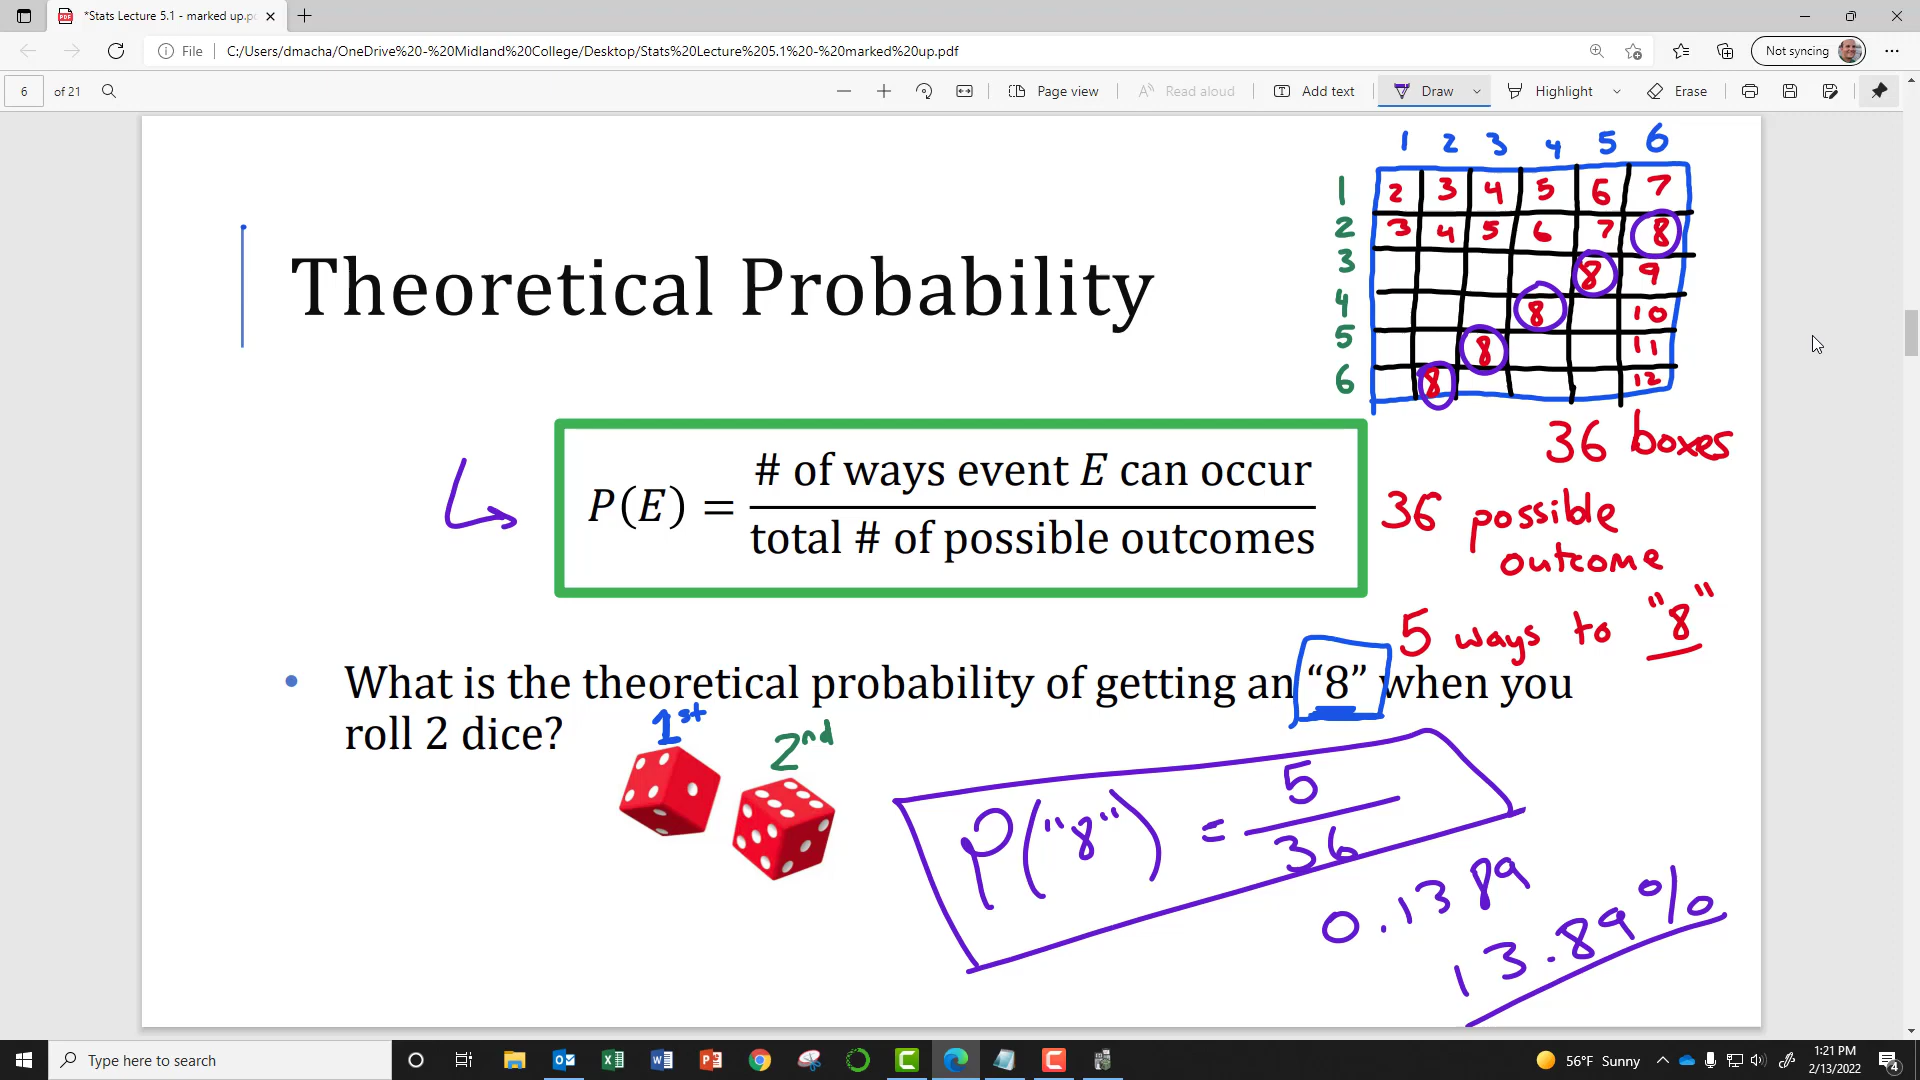 *Stats Lecture 5.1 - marked up.p
File
C:/Users/dmacha/OneDrive%20-%20Midland%20College/Desktop/Stats%20Lecture%205.1%20-%20marked%20up.pdf
Not syncing
6 of 21
Page view
Read aloud
Add text
Draw
Highlight
Erase
1 2 3 4 5 6
1 2 3 4 5 6 7
2 3 4 5 6 7 8
3 8 9
4 8 10
5 8 11
6 8 12
Theoretical Probability
36 boxes
P(E) = # of ways event E can occur
total # of possible outcomes
36 possible
outcome
5 ways to "8"
• What is the theoretical probability of getting an “8” when you
roll 2 dice?
1st
2nd
P("8") = 5
36
0.1389
13.89%
Type here to search
56°F Sunny
1:21 PM
2/13/2022
4